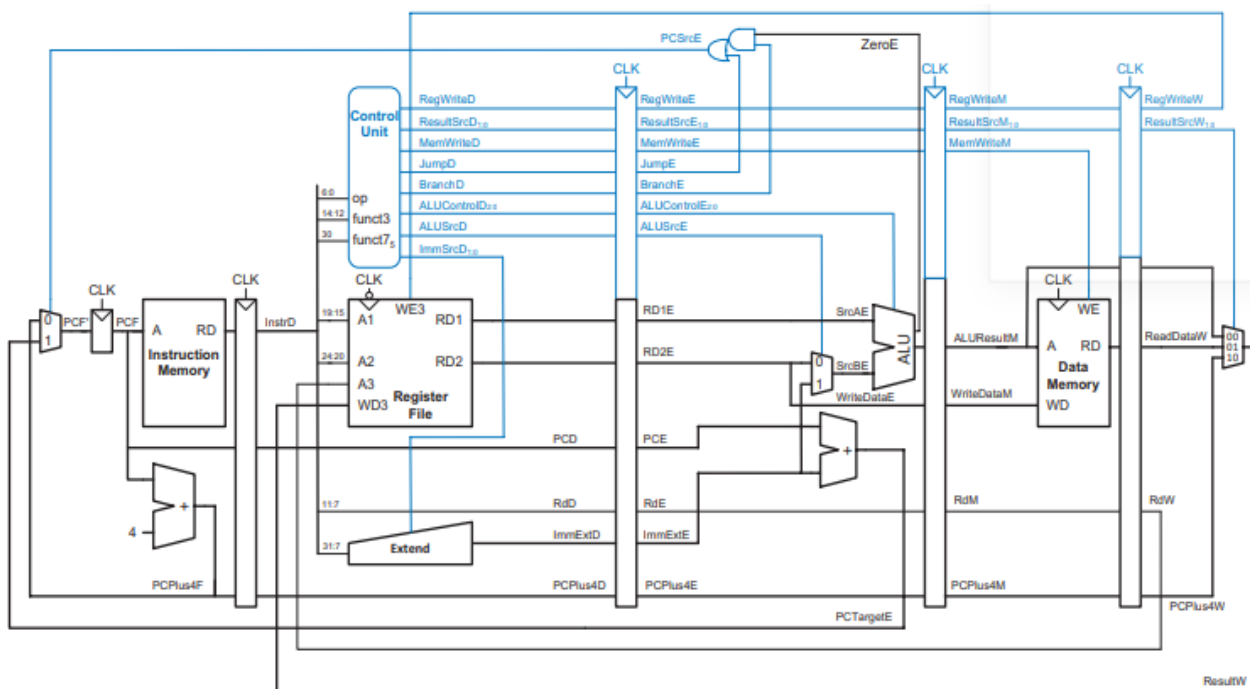 PCSrcE
ZeroE
CLK
CLK
CLK
Control
Unit
RegWriteD
RegWriteE
RegWriteM
RegWriteW
ResultSrcD1:0
ResultSrcE1:0
ResultSrcM1:0
ResultSrcW1:0
MemWriteD
MemWriteE
MemWriteM
JumpD
JumpE
BranchD
BranchE
6:0
op
14:12
funct3
ALUControlD2:0
ALUControlE2:0
30
funct75
ALUSrcD
ALUSrcE
ImmSrcD1:0
CLK
CLK
CLK
CLK
0
1
PCF'
PCF
A
RD
Instruction
Memory
InstrD
19:15
A1
WE3
RD1
RD1E
SrcAE
24:20
A2
RD2
RD2E
0
1
SrcBE
ALU
ALUResultM
A
RD
WE
Data
Memory
WD
ReadDataW
00
01
10
A3
WD3
Register
File
WriteDataE
WriteDataM
PCD
PCE
+
+
4
11:7
RdD
RdE
RdM
RdW
31:7
Extend
ImmExtD
ImmExtE
PCPlus4F
PCPlus4D
PCPlus4E
PCPlus4M
PCPlus4W
PCTargetE
ResultW